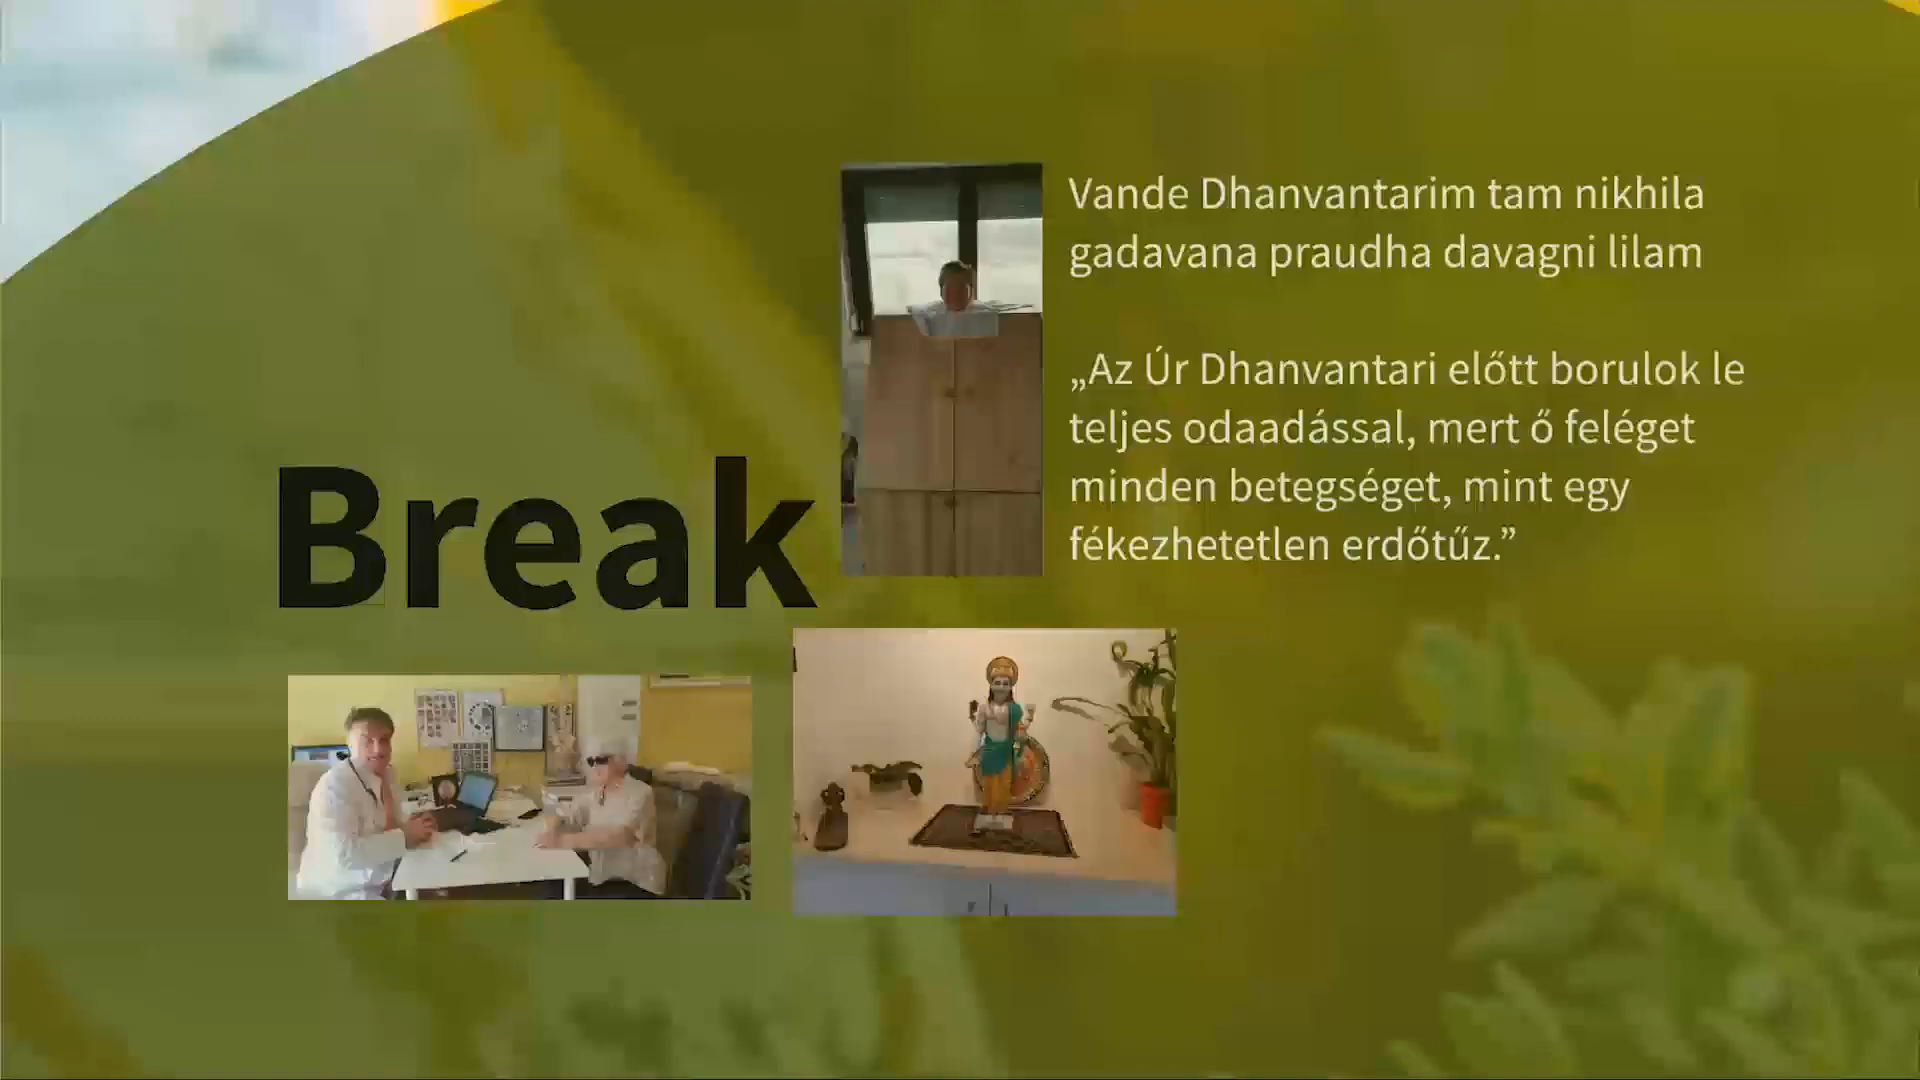 Break
Vande Dhanvantarim tam nikhila
gadavana praudha davagni lilam
„Az Úr Dhanvantari előtt borulok le
teljes odaadással, mert ő feléget
minden betegséget, mint egy
fékezhetetlen erdőtűz.”